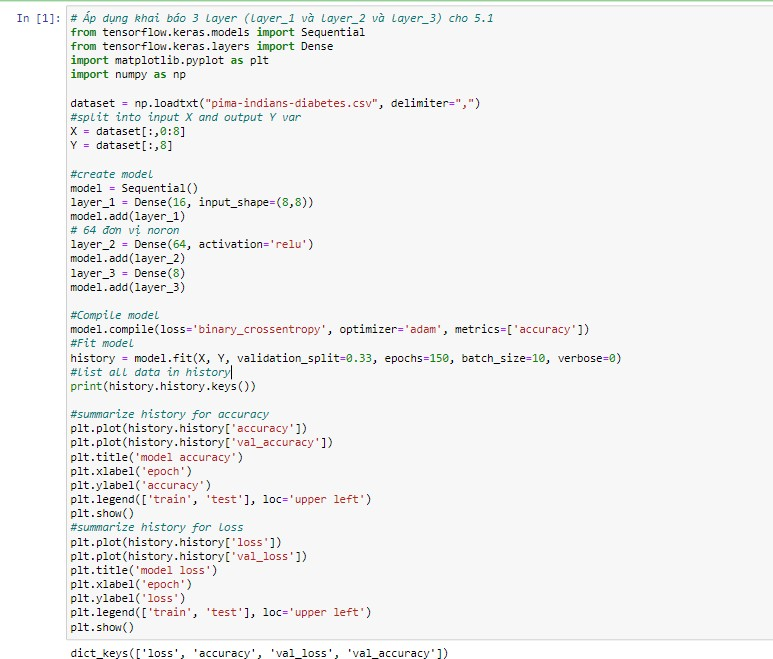 In [1]: # Áp dụng khai báo 3 layer (layer_1 và layer_2 và layer_3) cho 5.1
from tensorflow.keras.models import Sequential
from tensorflow.keras.layers import Dense
import matplotlib.pyplot as plt
import numpy as np
dataset = np.loadtxt("pima-indians-diabetes.csv", delimiter=",")
#split into input X and output Y var
X = dataset[:,0:8]
Y = dataset[:,8]
#create model
model = Sequential()
layer_1 = Dense(16, input_shape=(8,8))
model.add(layer_1)
# 64 đơn vị noron
layer_2 = Dense(64, activation='relu')
model.add(layer_2)
layer_3 = Dense(8)
model.add(layer_3)
#Compile model
model.compile(loss='binary_crossentropy', optimizer='adam', metrics=['accuracy'])
#Fit model
history = model.fit(X, Y, validation_split=0.33, epochs=150, batch_size=10, verbose=0)
#list all data in history
print(history.history.keys())
#summarize history for accuracy
plt.plot(history.history['accuracy'])
plt.plot(history.history['val_accuracy'])
plt.title('model accuracy')
plt.xlabel('epoch')
plt.ylabel('accuracy')
plt.legend(['train', 'test'], loc='upper left')
plt.show()
#summarize history for loss
plt.plot(history.history['loss'])
plt.plot(history.history['val_loss'])
plt.title('model loss')
plt.xlabel('epoch')
plt.ylabel('loss')
plt.legend(['train', 'test'], loc='upper left')
plt.show()
dict_keys(['loss', 'accuracy', 'val_loss', 'val_accuracy'])